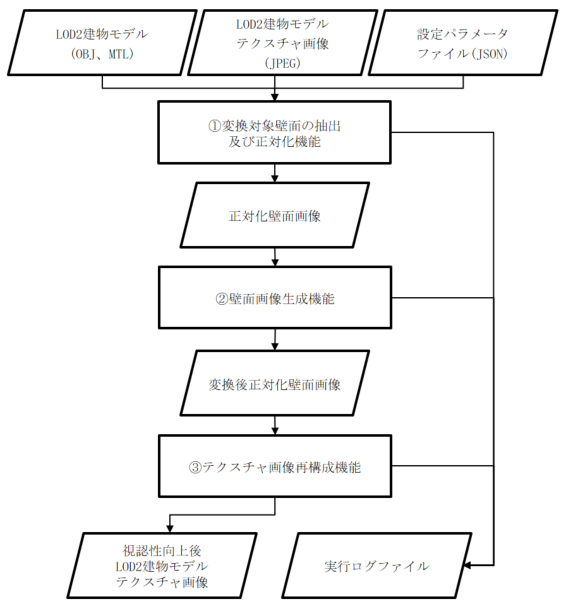 LOD2建物モデル
(OBJ、MTL)
LOD2建物モデル
テクスチャ画像
(JPEG)
設定パラメータ
ファイル(JSON)
①変換対象壁面の抽出
及び正対化機能
正対化壁面画像
②壁面画像生成機能
変換後正対化壁面画像
③テクスチャ画像再構成機能
視認性向上後
LOD2建物モデル
テクスチャ画像
実行ログファイル